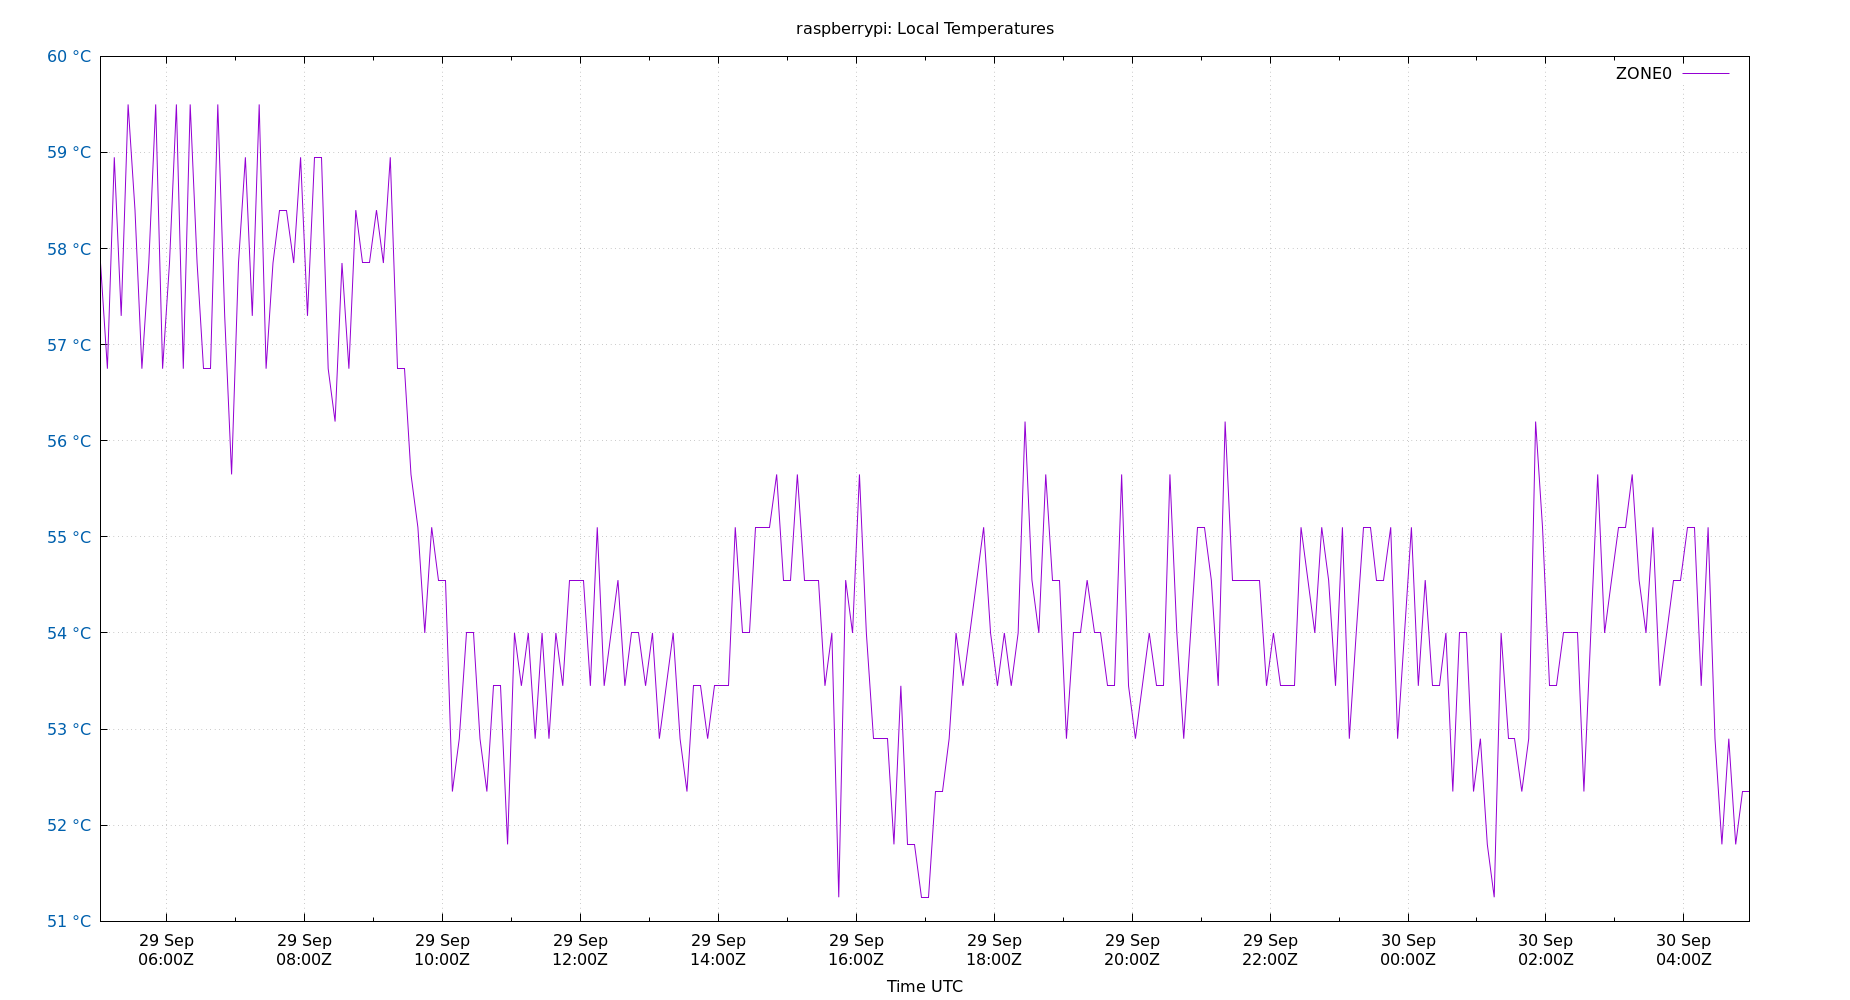 raspberrypi: Local Temperatures
60 °C
ZONE0
59 °C
58 °C
57 °C
56 °C
55 °C
54 °C
53 °C
52 °C
51 °C
29 Sep 29 Sep 29 Sep 29 Sep 29 Sep 29 Sep 29 Sep 29 Sep 29 Sep 30 Sep 30 Sep 30 Sep
06:00Z 08:00Z 10:00Z 12:00Z 14:00Z 16:00Z 18:00Z 20:00Z 22:00Z 00:00Z 02:00Z 04:00Z
Time UTC